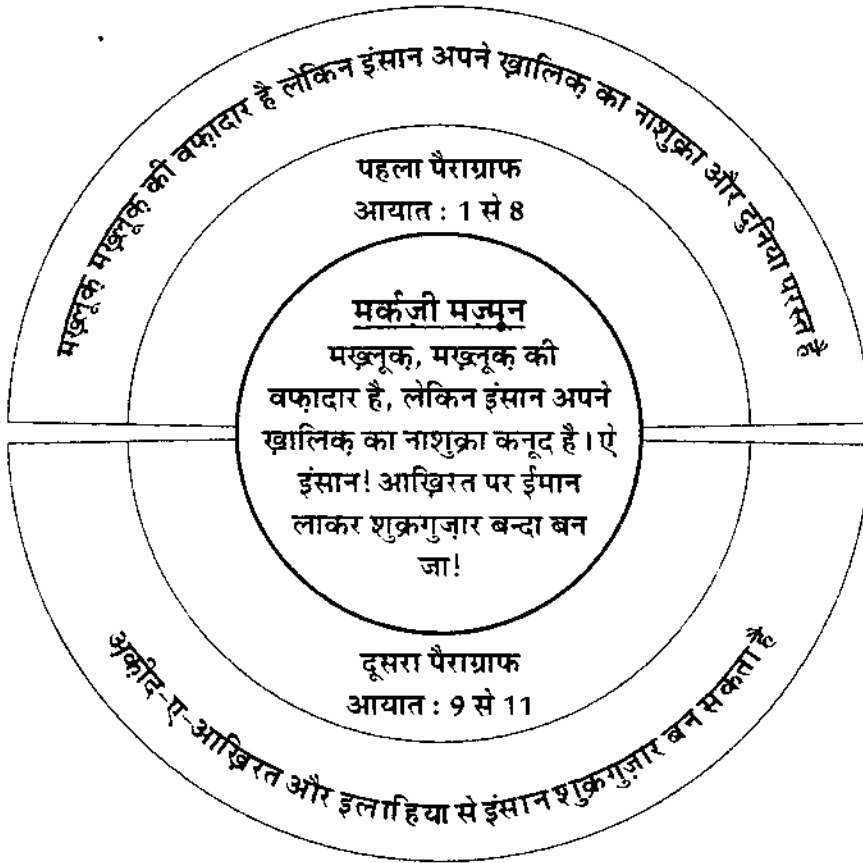 मख़्लूक़ मख़्लूक़ की वफ़ादार है लेकिन इंसान अपने ख़ालिक़ का नाशुक्रा और दुनिया परस्त है
पहला पैराग्राफ
आयात : 1 से 8
मर्कज़ी मज़्मून
मख़्लूक़, मख़्लूक़ की
वफ़ादार है, लेकिन इंसान अपने
ख़ालिक़ का नाशुक्रा कनूद है। ऐ
इंसान! आख़िरत पर ईमान
लाकर शुक्रगुज़ार बन्दा बन
जा!
दूसरा पैराग्राफ
आयात : 9 से 11
अक़ीद-ए-आख़िरत और इलाहिया से इंसान शुक्रगुज़ार बन सकता है